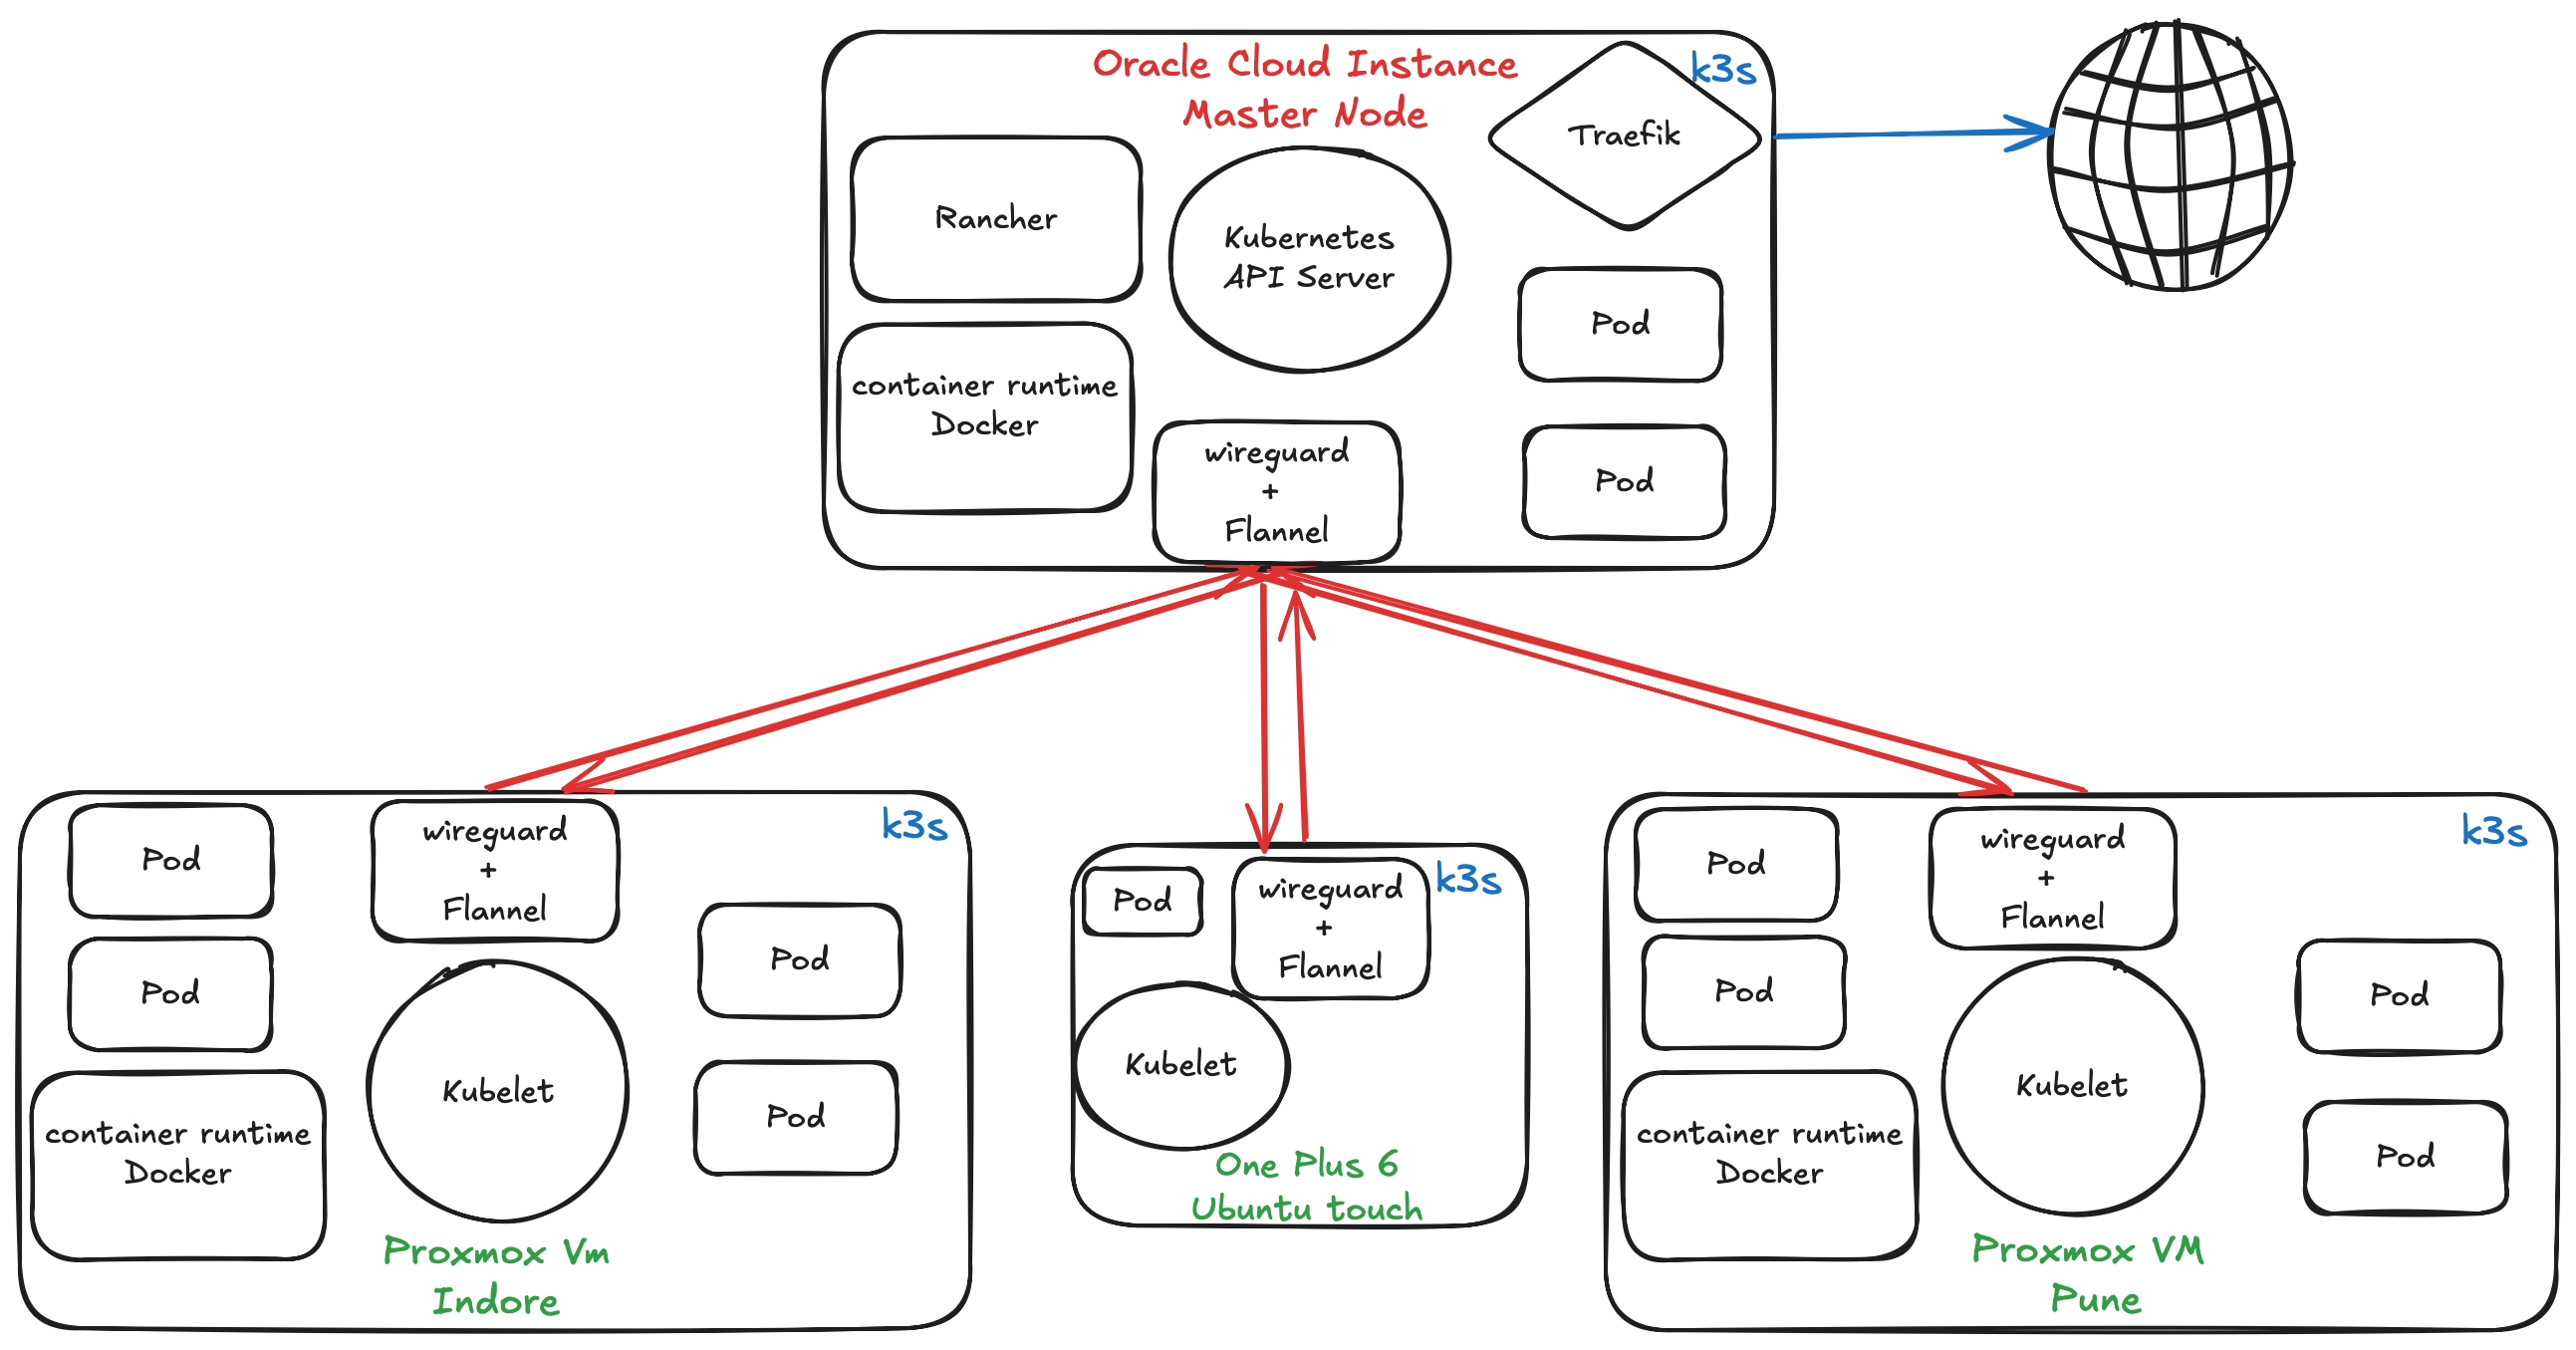 Oracle Cloud Instance
Master Node
k3s
Traefik
Rancher
Kubernetes
API Server
Pod
container runtime
Docker
wireguard
+
Flannel
Pod
Pod
wireguard
+
Flannel
k3s
Pod
Pod
Pod
container runtime
Docker
Kubelet
Proxmox Vm
Indore
Pod
wireguard
+
Flannel
k3s
Kubelet
One Plus 6
Ubuntu touch
Pod
wireguard
+
Flannel
k3s
Pod
Pod
container runtime
Docker
Kubelet
Pod
Proxmox VM
Pune